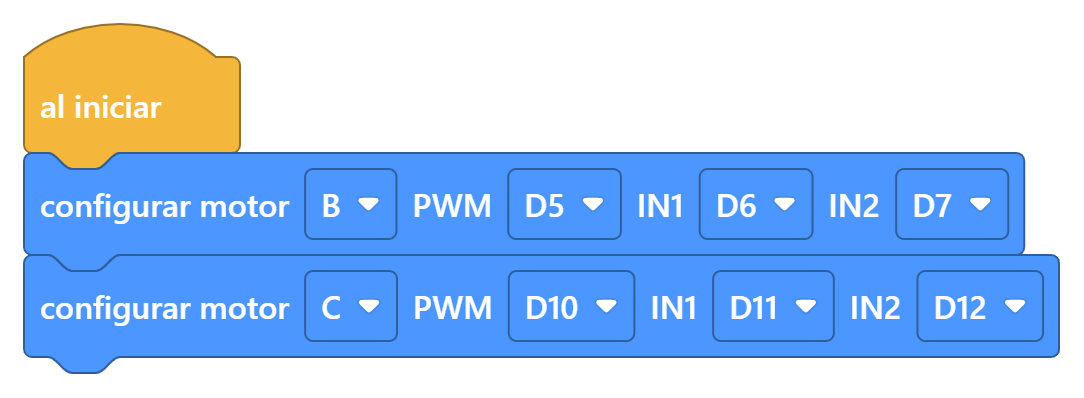 al iniciar
configurar motor B PWM D5 IN1 D6 IN2 D7
configurar motor C PWM D10 IN1 D11 IN2 D12